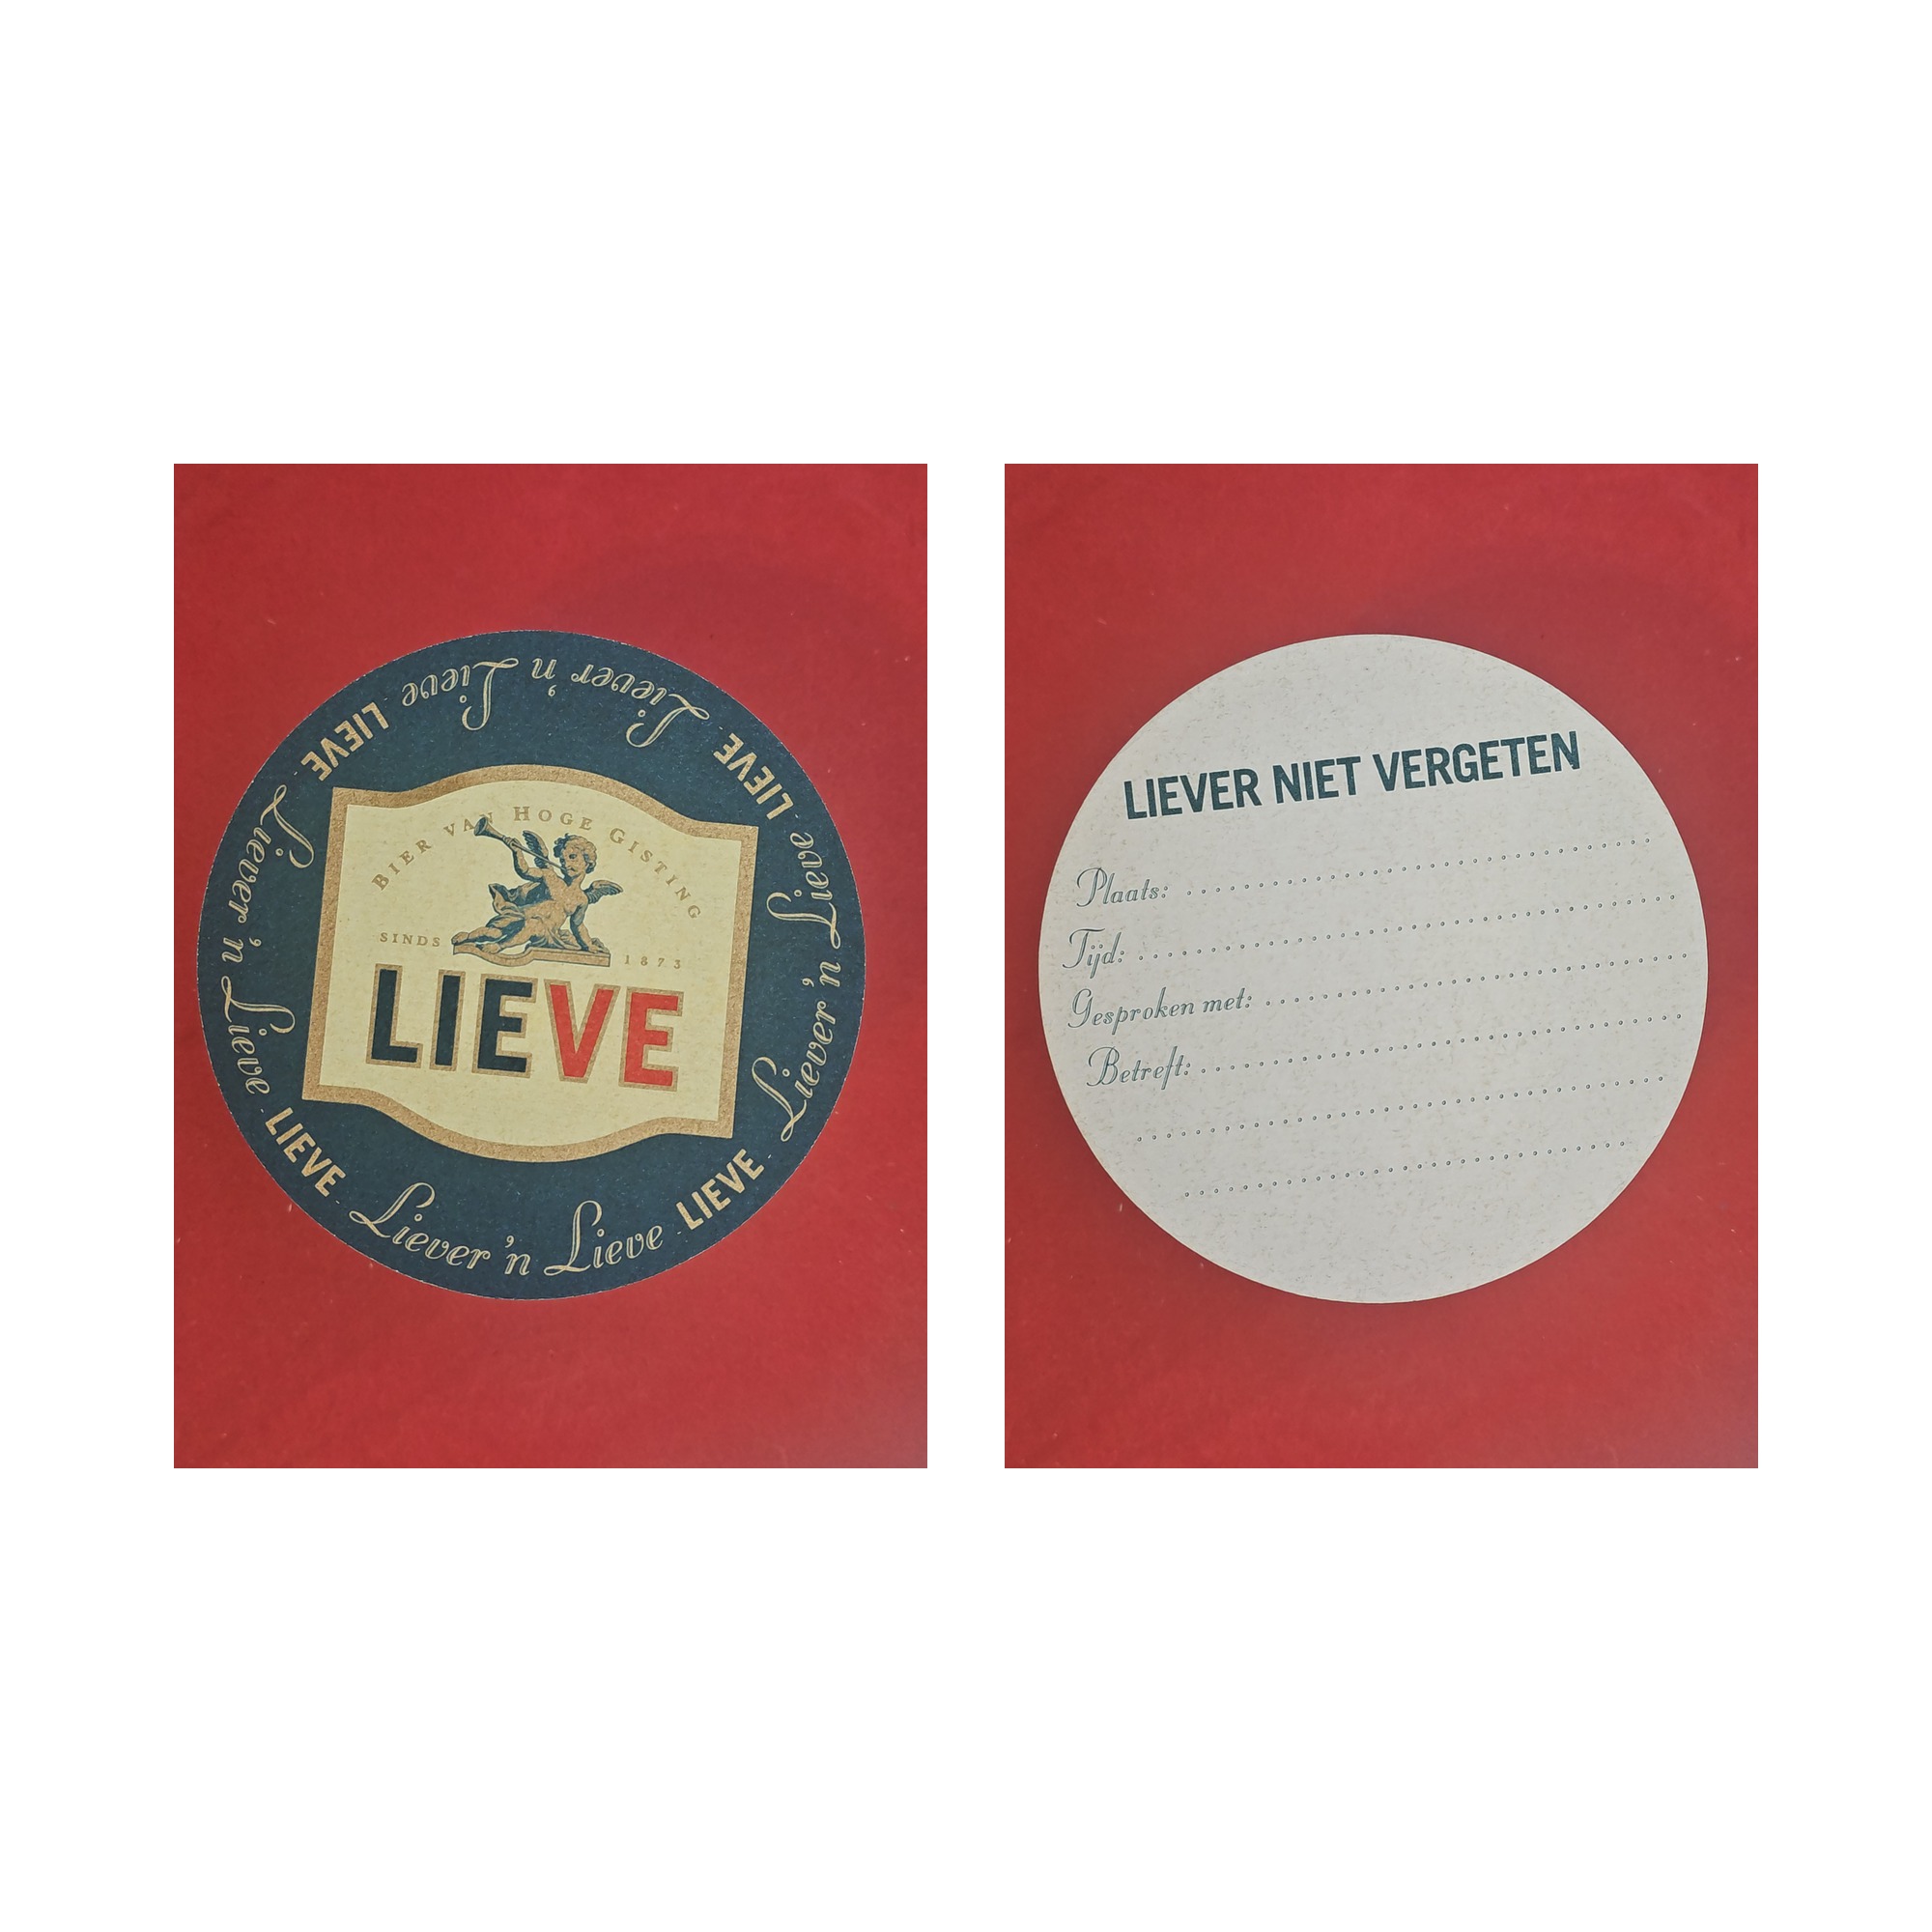 BIER VAN HOGE GISTING
SINDS 1873
LIEVE
Liever 'n Lieve
LIEVE
Liever 'n Lieve
LIEVE
Liever 'n Lieve
LIEVE
Liever 'n Lieve
LIEVE
LIEVER NIET VERGETEN
Plaats: ........................................
Tijd: ........................................
Gesproken met: ........................................
Betreft: ........................................
........................................
........................................